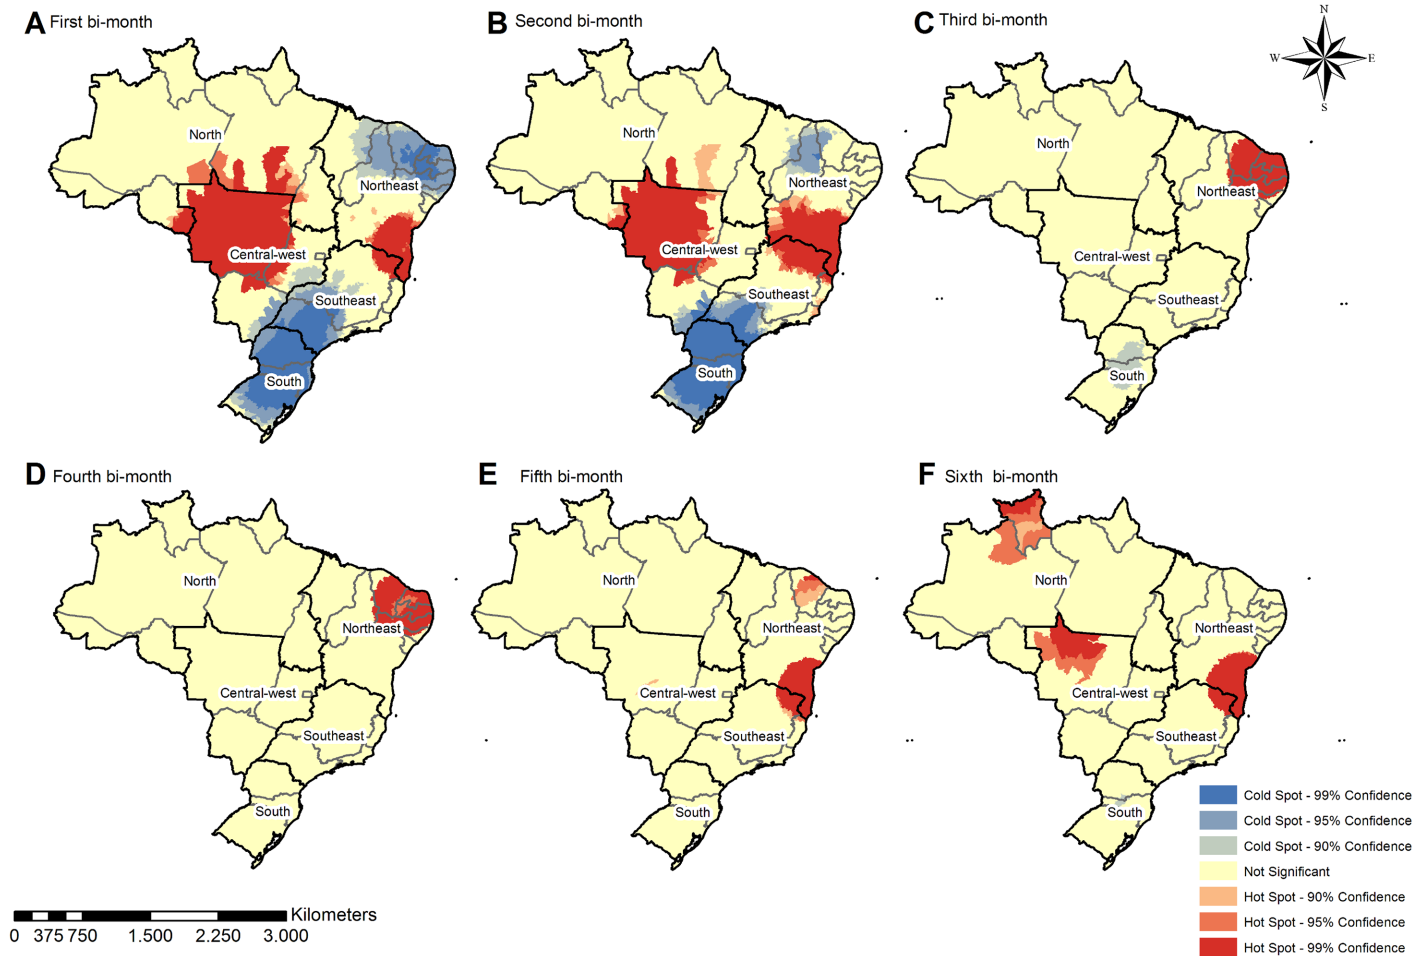 A First bi-month
B Second bi-month
C Third bi-month
N
W E
S
North
Northeast
Central-west
Southeast
South
North
Northeast
Central-west
Southeast
South
North
Northeast
Central-west
Southeast
South
D Fourth bi-month
E Fifth bi-month
F Sixth bi-month
North
Northeast
Central-west
Southeast
South
North
Northeast
Central-west
Southeast
South
North
Northeast
Central-west
Southeast
South
Cold Spot - 99% Confidence
Cold Spot - 95% Confidence
Cold Spot - 90% Confidence
Not Significant
Hot Spot - 90% Confidence
Hot Spot - 95% Confidence
Hot Spot - 99% Confidence
Kilometers
0 375 750 1.500 2.250 3.000